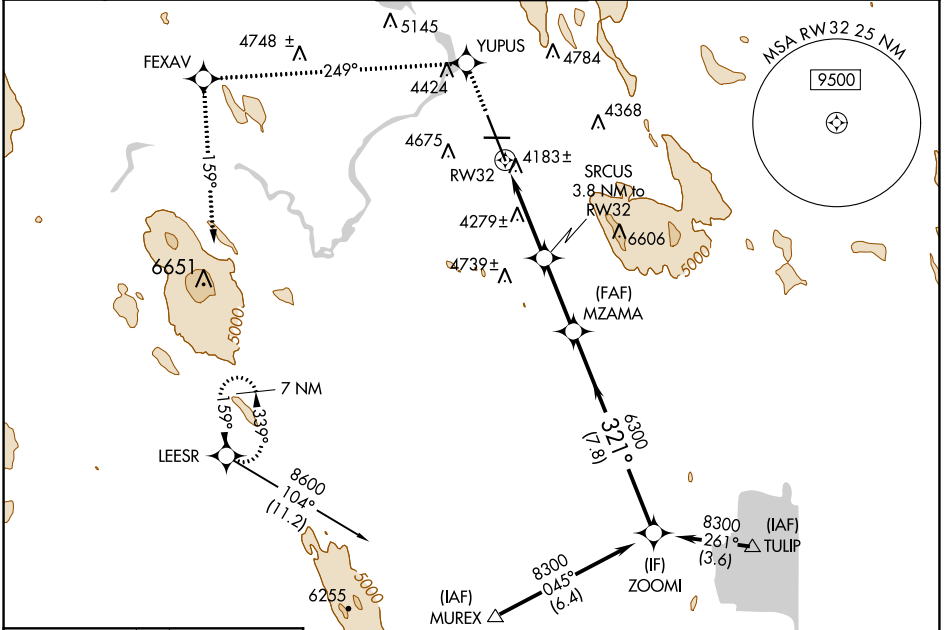 5145
4748 ±
YUPUS
4784
MSA RW32 25 NM
FEXAV
249°
4424
9500
4368
4675
159°
RW32
4183±
SRCUS
3.8 NM to
RW32
4279±
6606
5000
4739±
6651
(FAF)
MZAMA
5000
7 NM
159°
339°
LEESR
8600
104°
(11.2)
6300
321°
(7.8)
8300
261°
(3.6)
(IAF)
TULIP
(IF)
ZOOMI
8300
045°
(6.4)
(IAF)
MUREX
5000
6255